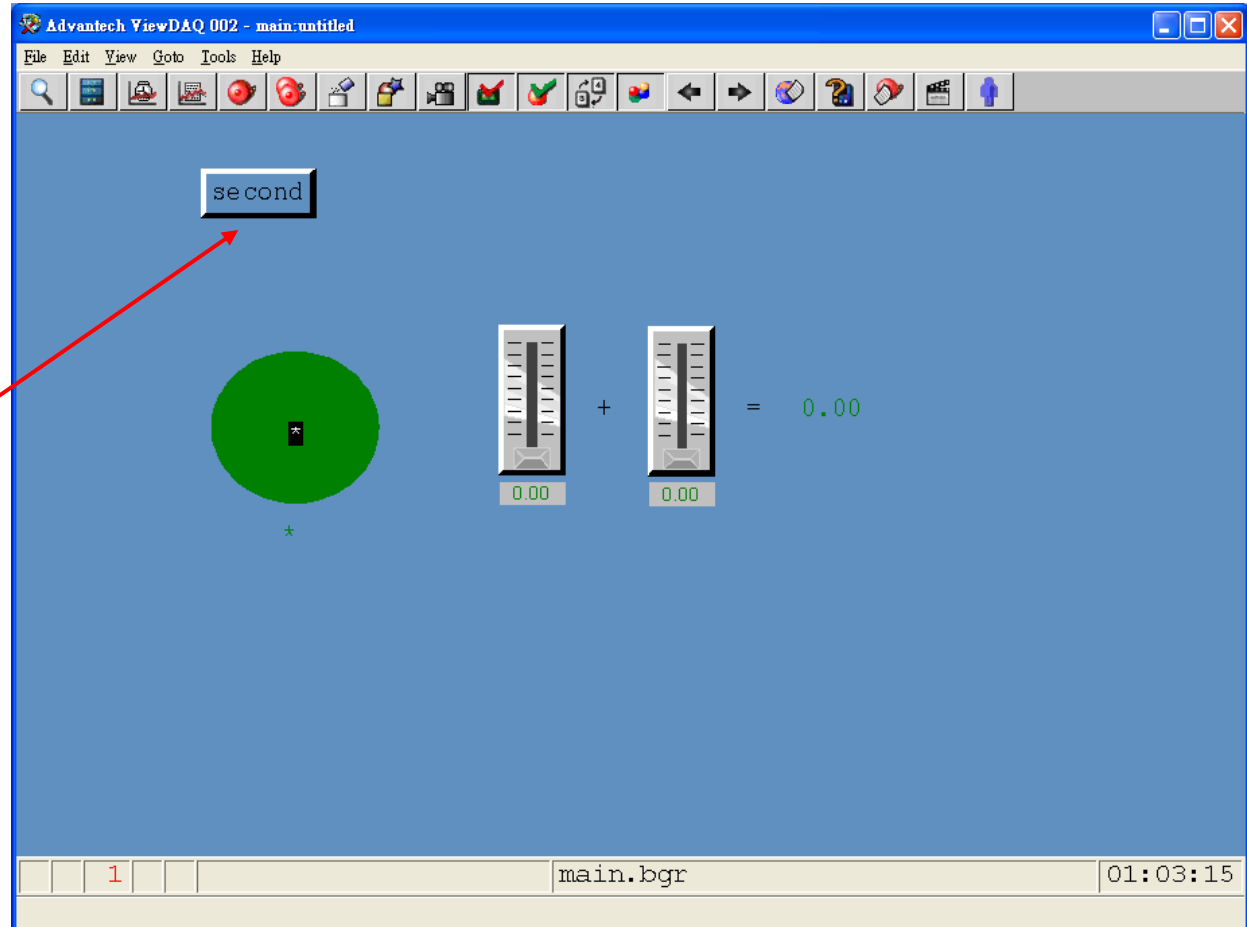 Advantech ViewDAQ 002 - main:untitled
File Edit View Goto Tools Help
second
*
*
+ = 0.00
0.00 0.00
1 main.bgr 01:03:15